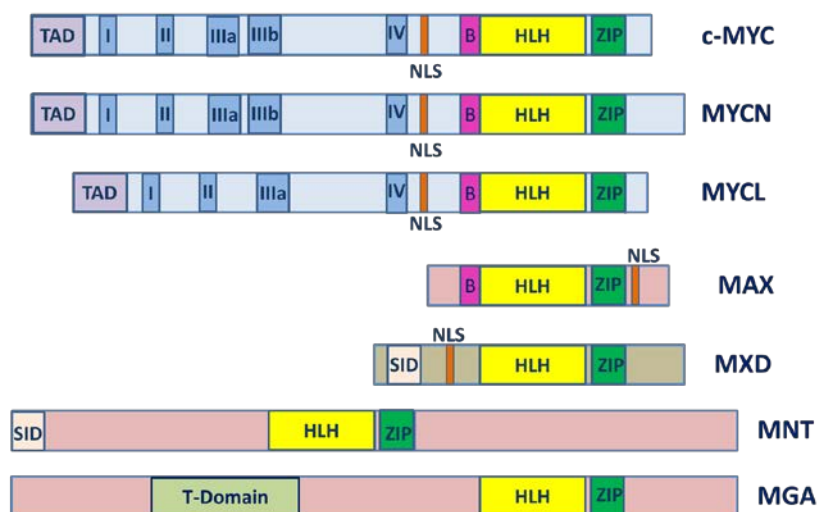 TAD I II IIIa IIIb IV B HLH ZIP c-MYC
NLS
TAD I II IIIa IIIb IV B HLH ZIP MYCN
NLS
TAD I II IIIa IV B HLH ZIP MYCL
NLS
NLS
B HLH ZIP MAX
NLS
SID HLH ZIP MXD
SID HLH ZIP MNT
T-Domain HLH ZIP MGA